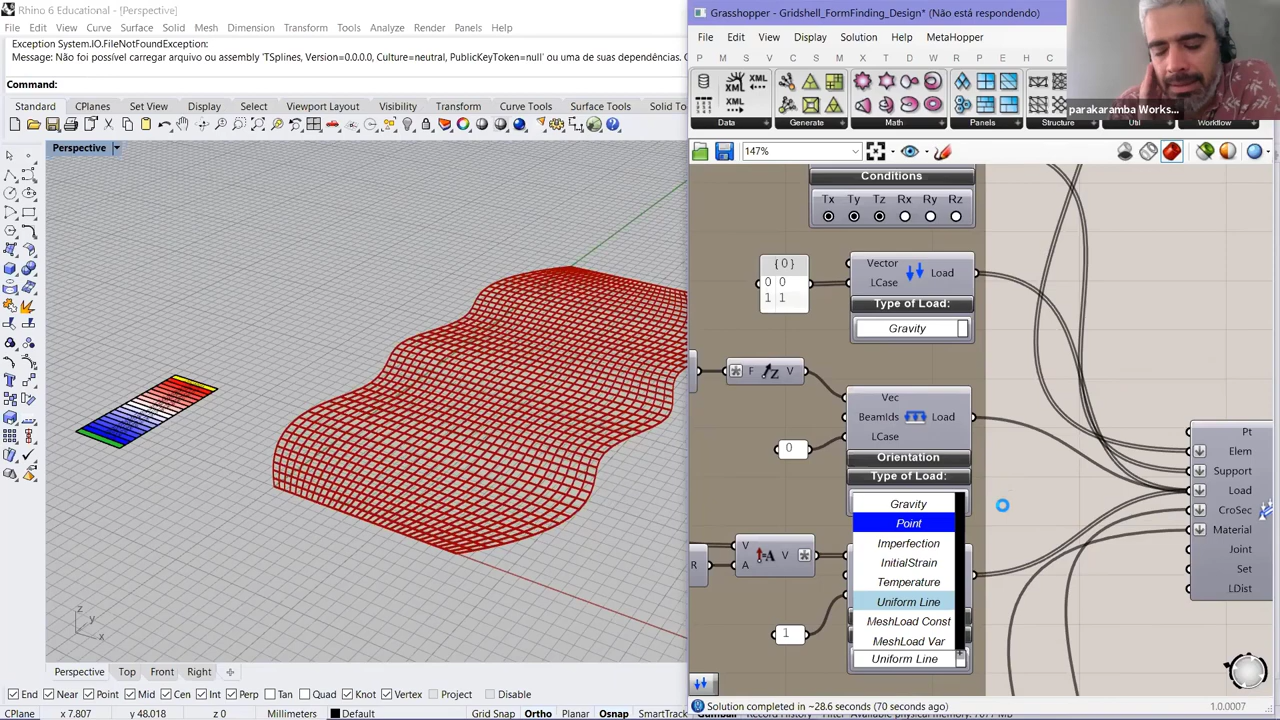 Rhino 6 Educational - [Perspective]
File Edit View Curve Surface Solid Mesh Dimension Transform Tools Analyze Render Panels Help
Exception System.IO.FileNotFoundException:
Message: Não foi possível carregar arquivo ou assembly 'TSplines, Version=0.0.0.0, Culture=neutral, PublicKeyToken=null' ou uma de suas dependências.
Command:
Standard CPlanes Set View Display Select Viewport Layout Visibility Transform Curve Tools Surface Tools Solid To
Perspective
z
y
x
Perspective Top Front Right
End Near Point Mid Cen Int Perp Tan Quad Knot Vertex Project Disable
CPlane x 7.807 y 48.018 z 0 Millimeters Default Grid Snap Ortho Planar Osnap SmartTrack
Grasshopper - Gridshell_FormFinding_Design* (Não está respondendo)
File Edit View Display Solution Help MetaHopper
parakaramba Works...
XML
XML
Data Generate Math Panels Structure Util Workflow
147%
Conditions
Tx Ty Tz Rx Ry Rz
{0}
0 0
1 1
Vector
LCase
Load
Type of Load:
Gravity
F V
Vec
BeamIds Load
LCase
0
Orientation
Type of Load:
Gravity
Point
Imperfection
InitialStrain
Temperature
Uniform Line
MeshLoad Const
MeshLoad Var
Uniform Line
R
V
A
V
1
Pt
Elem
Support
Load
CroSec
Material
Joint
Set
LDist
Solution completed in ~28.6 seconds (70 seconds ago)
1.0.0007